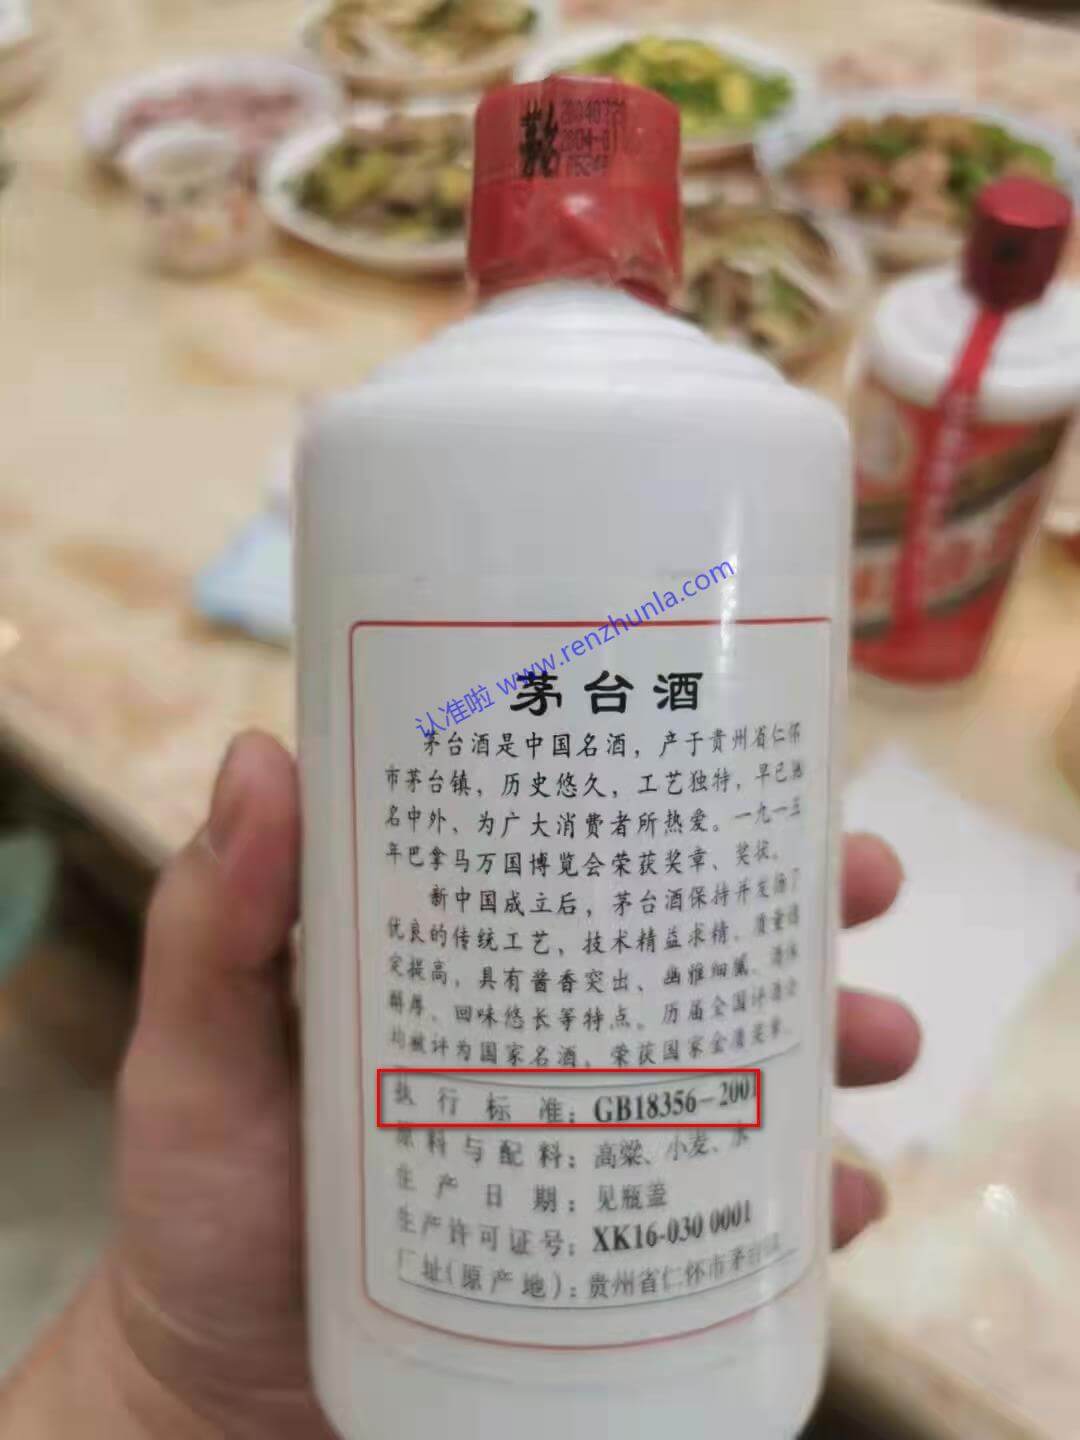 茅台
20040720
2004-0
0524
认准啦 www.renzhunla.com
茅台酒
茅台酒是中国名酒，产于贵州省仁怀
市茅台镇，历史悠久，工艺独特，早已驰
名中外、为广大消费者所热爱。一九一五
年巴拿马万国博览会荣获奖章、奖状。
新中国成立后，茅台酒保持并发扬了
优良的传统工艺，技术精益求精、质量稳
定提高，具有酱香突出、幽雅细腻、酒体
醇厚、回味悠长等特点。历届全国评酒会
均被评为国家名酒，荣获国家金质奖章。
执行标准：GB18356-2001
原料与配料：高粱、小麦、水
生产日期：见瓶盖
生产许可证号：XK16-030 0001
厂址(原产地)：贵州省仁怀市茅台镇